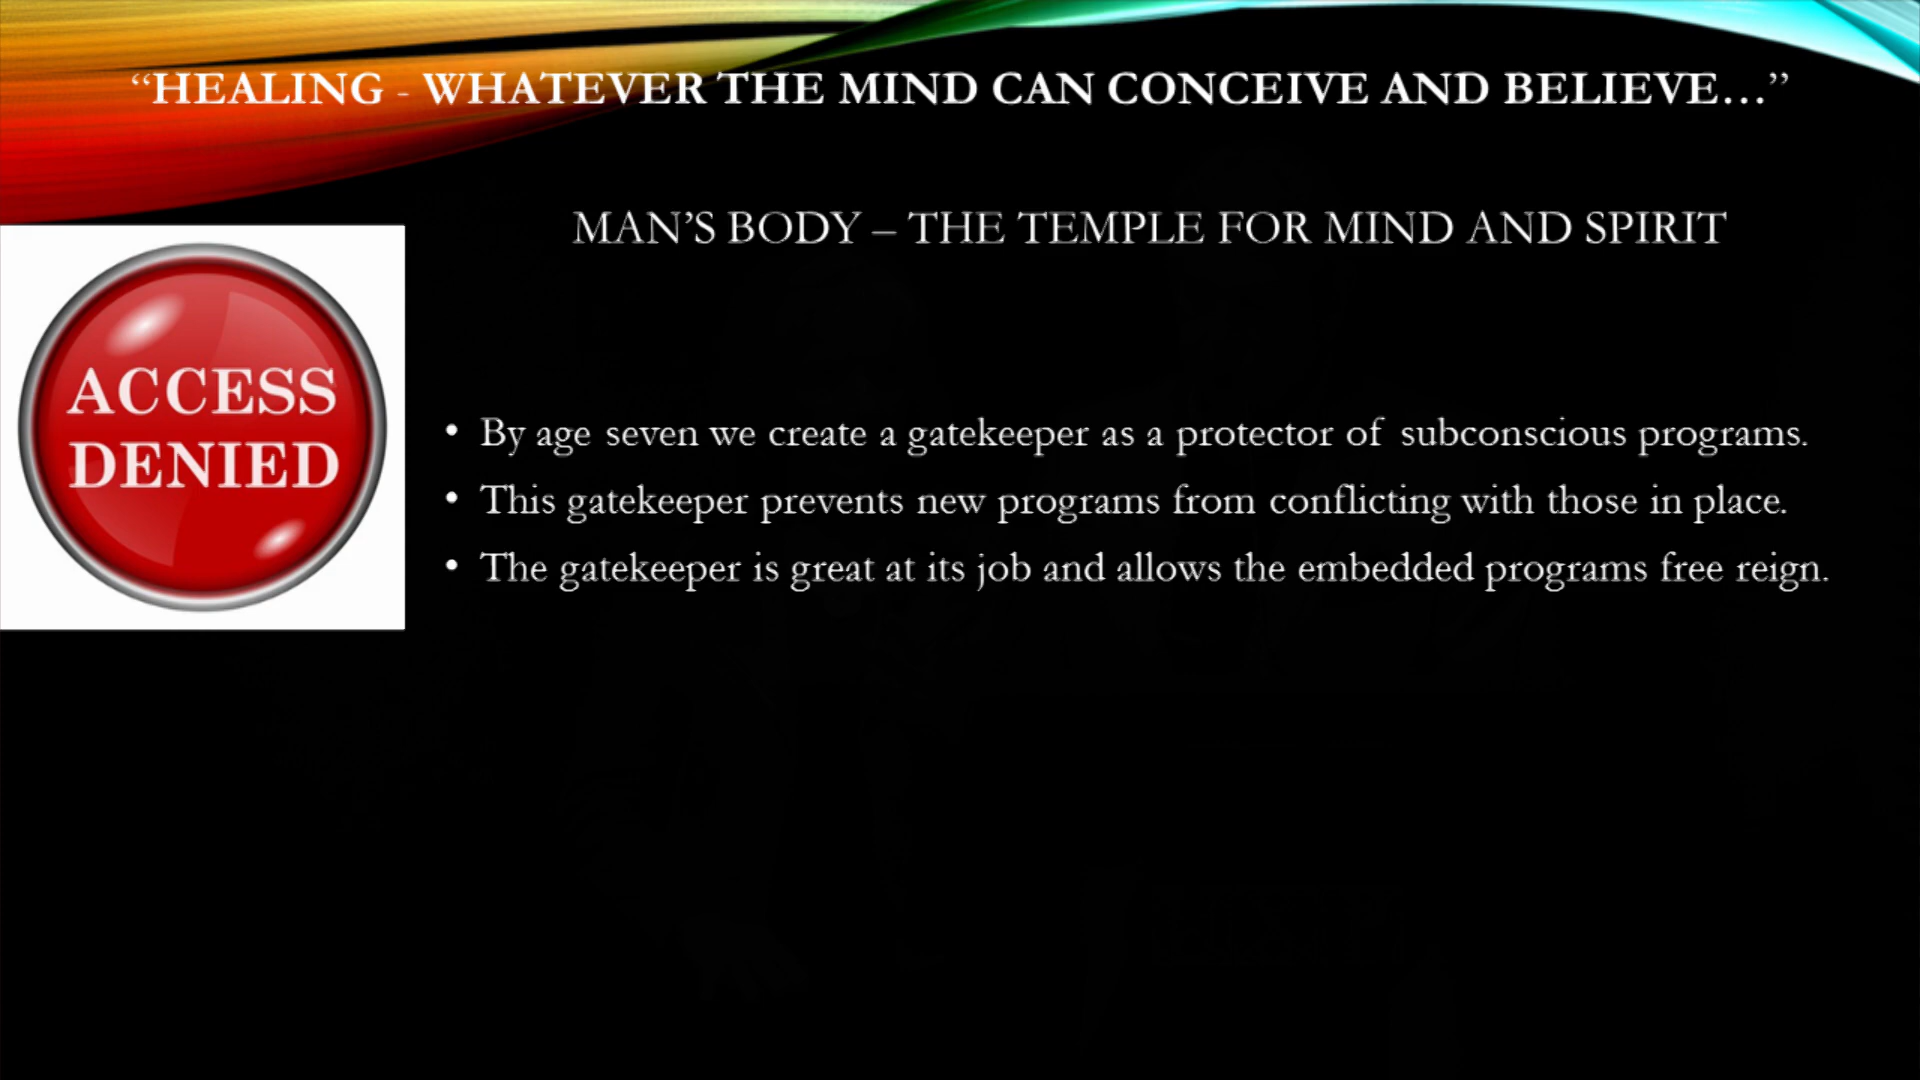 “HEALING - WHATEVER THE MIND CAN CONCEIVE AND BELIEVE…”
MAN’S BODY – THE TEMPLE FOR MIND AND SPIRIT
ACCESS
DENIED
• By age seven we create a gatekeeper as a protector of subconscious programs.
• This gatekeeper prevents new programs from conflicting with those in place.
• The gatekeeper is great at its job and allows the embedded programs free reign.